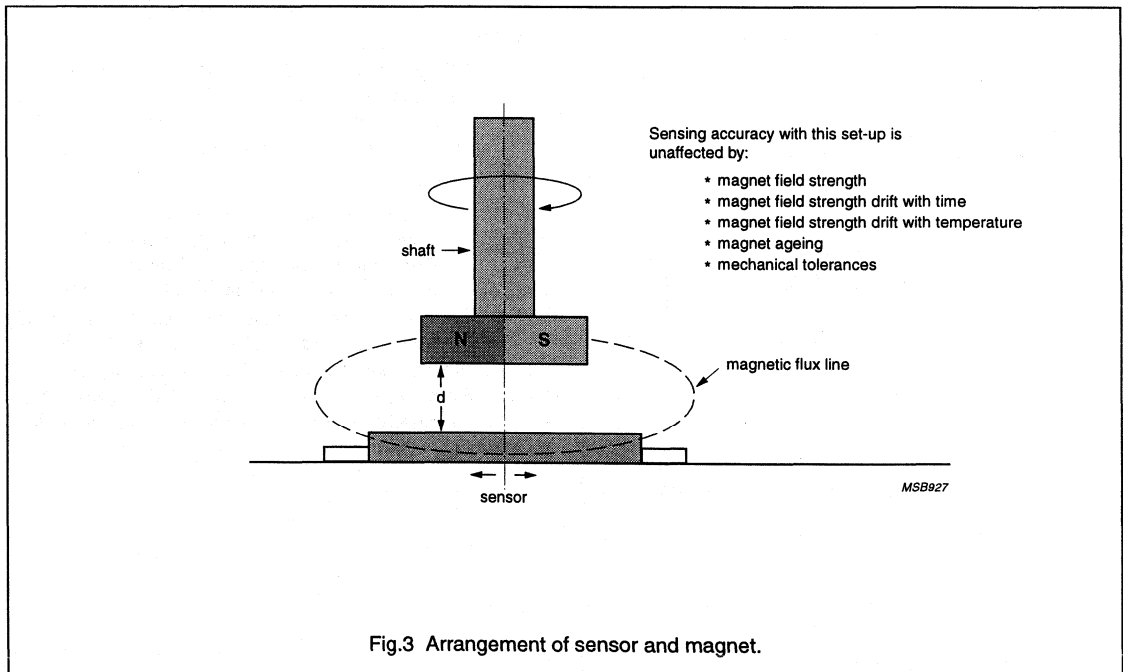 Sensing accuracy with this set-up is
unaffected by:
* magnet field strength
* magnet field strength drift with time
* magnet field strength drift with temperature
* magnet ageing
* mechanical tolerances
shaft
N
S
magnetic flux line
d
sensor
MSB927
Fig.3 Arrangement of sensor and magnet.